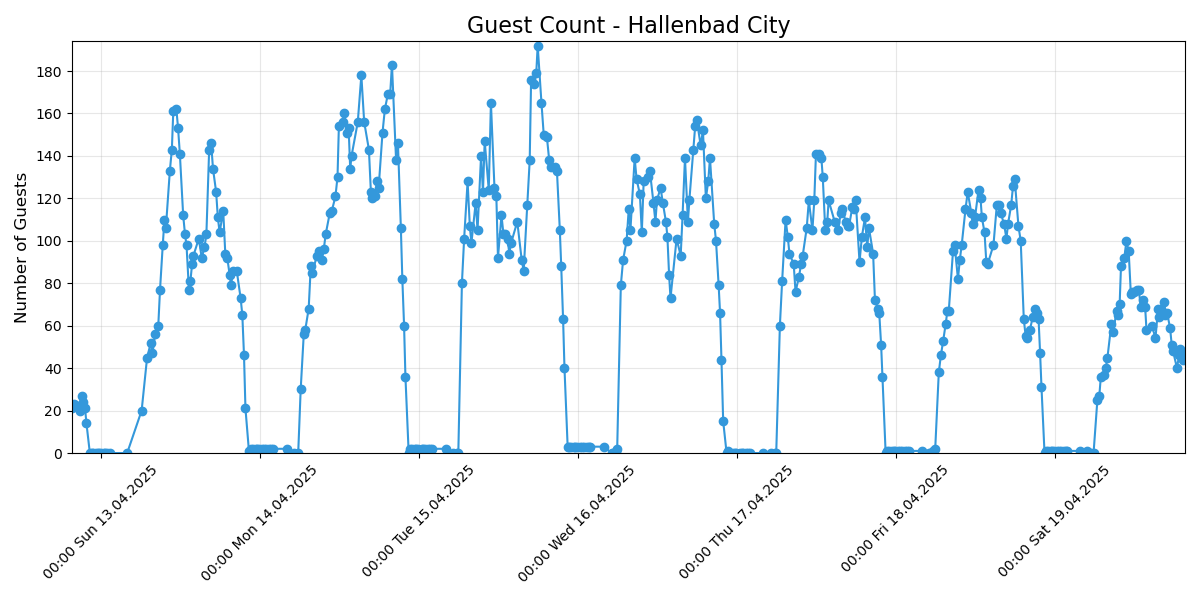 Guest Count - Hallenbad City
Number of Guests
180
160
140
120
100
80
60
40
20
0
00:00 Sun 13.04.2025
00:00 Mon 14.04.2025
00:00 Tue 15.04.2025
00:00 Wed 16.04.2025
00:00 Thu 17.04.2025
00:00 Fri 18.04.2025
00:00 Sat 19.04.2025